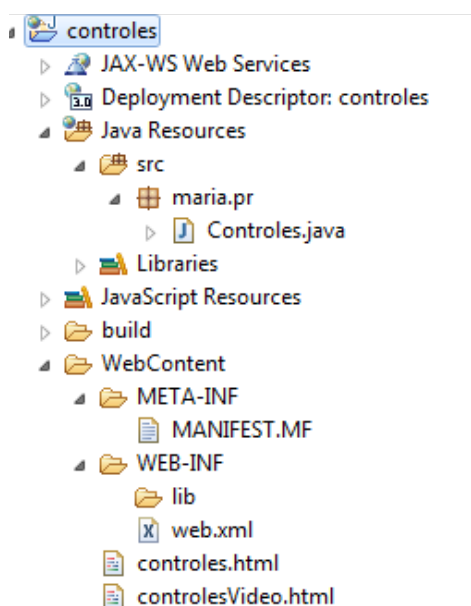 controles
JAX-WS Web Services
3.0 Deployment Descriptor: controles
Java Resources
src
maria.pr
J Controles.java
Libraries
JavaScript Resources
build
WebContent
META-INF
MANIFEST.MF
WEB-INF
lib
X web.xml
controles.html
controlesVideo.html